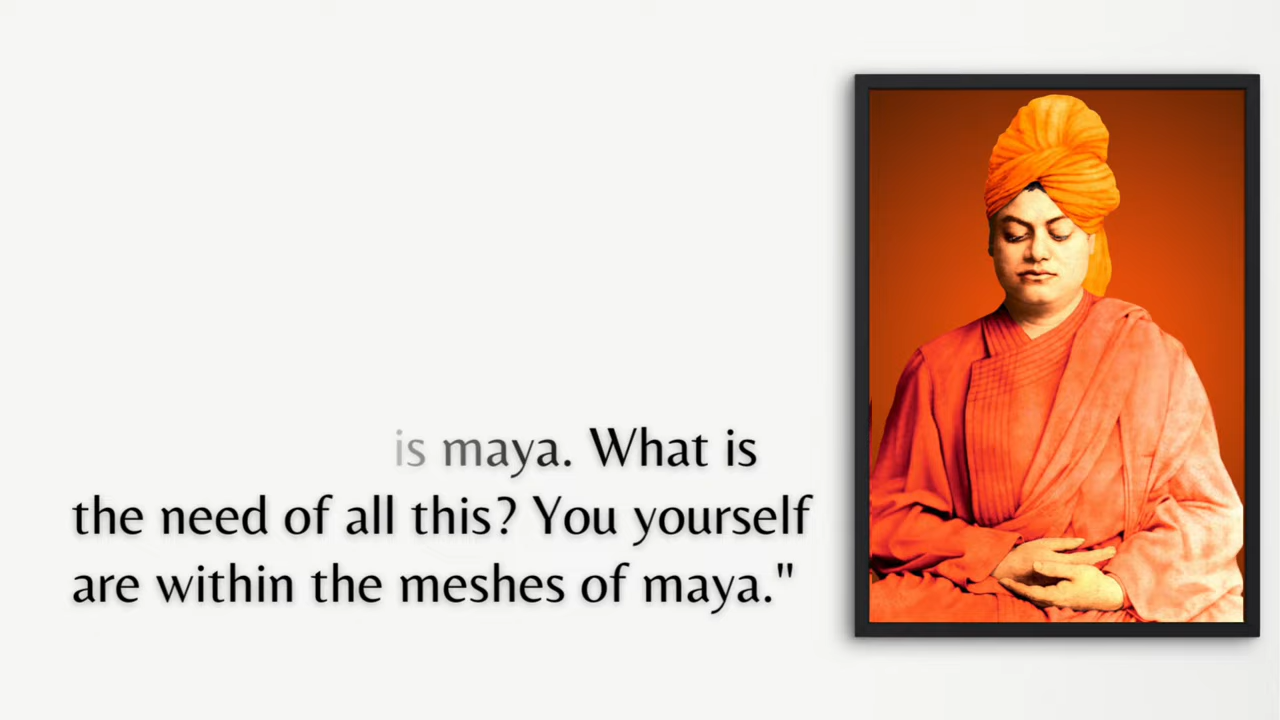 is maya. What is
the need of all this? You yourself
are within the meshes of maya."